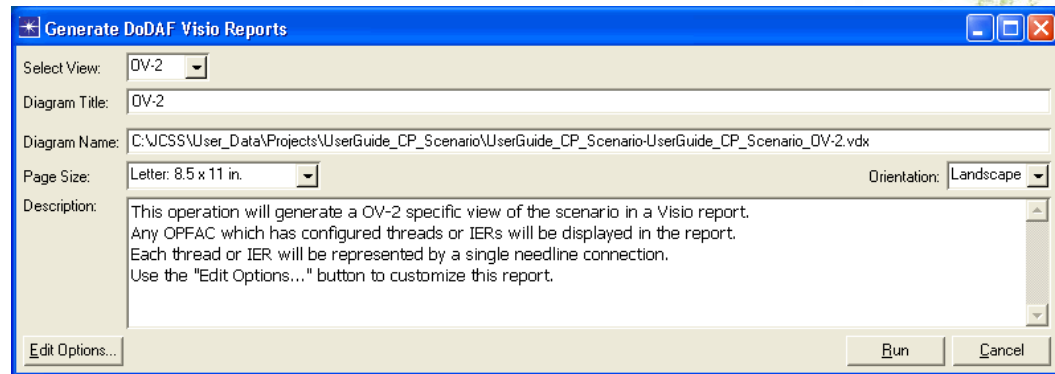 Generate DoDAF Visio Reports
Select View: OV-2
Diagram Title: OV-2
Diagram Name: C:\JCSS\User_Data\Projects\UserGuide_CP_Scenario\UserGuide_CP_Scenario-UserGuide_CP_Scenario_OV-2.vdx
Page Size: Letter: 8.5 x 11 in. Orientation: Landscape
Description: This operation will generate a OV-2 specific view of the scenario in a Visio report.
Any OPFAC which has configured threads or IERs will be displayed in the report.
Each thread or IER will be represented by a single needline connection.
Use the "Edit Options..." button to customize this report.
Edit Options... Run Cancel